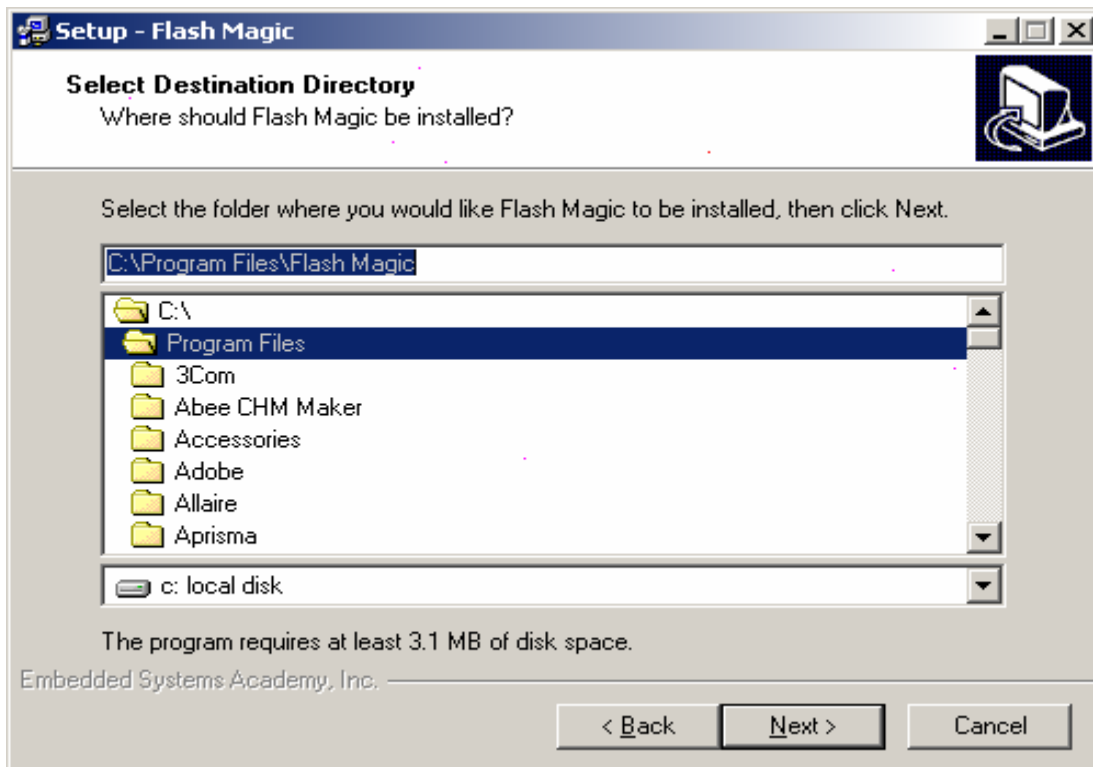 Setup - Flash Magic
Select Destination Directory
Where should Flash Magic be installed?
Select the folder where you would like Flash Magic to be installed, then click Next.
C:\Program Files\Flash Magic
C:\
Program Files
3Com
Abee CHM Maker
Accessories
Adobe
Allaire
Aprisma
c: local disk
The program requires at least 3.1 MB of disk space.
Embedded Systems Academy, Inc.
< Back Next > Cancel